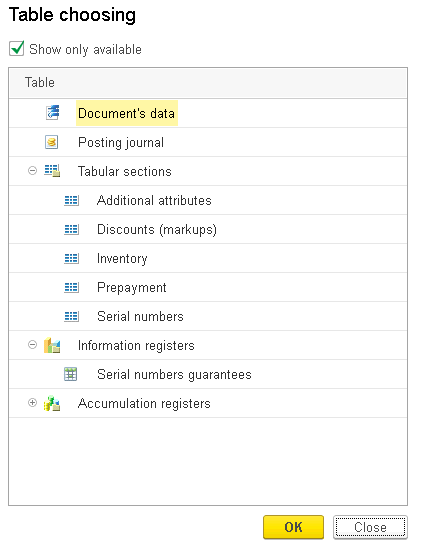 Table choosing
Show only available
Table
Document's data
Posting journal
Tabular sections
Additional attributes
Discounts (markups)
Inventory
Prepayment
Serial numbers
Information registers
Serial numbers guarantees
Accumulation registers
OK
Close